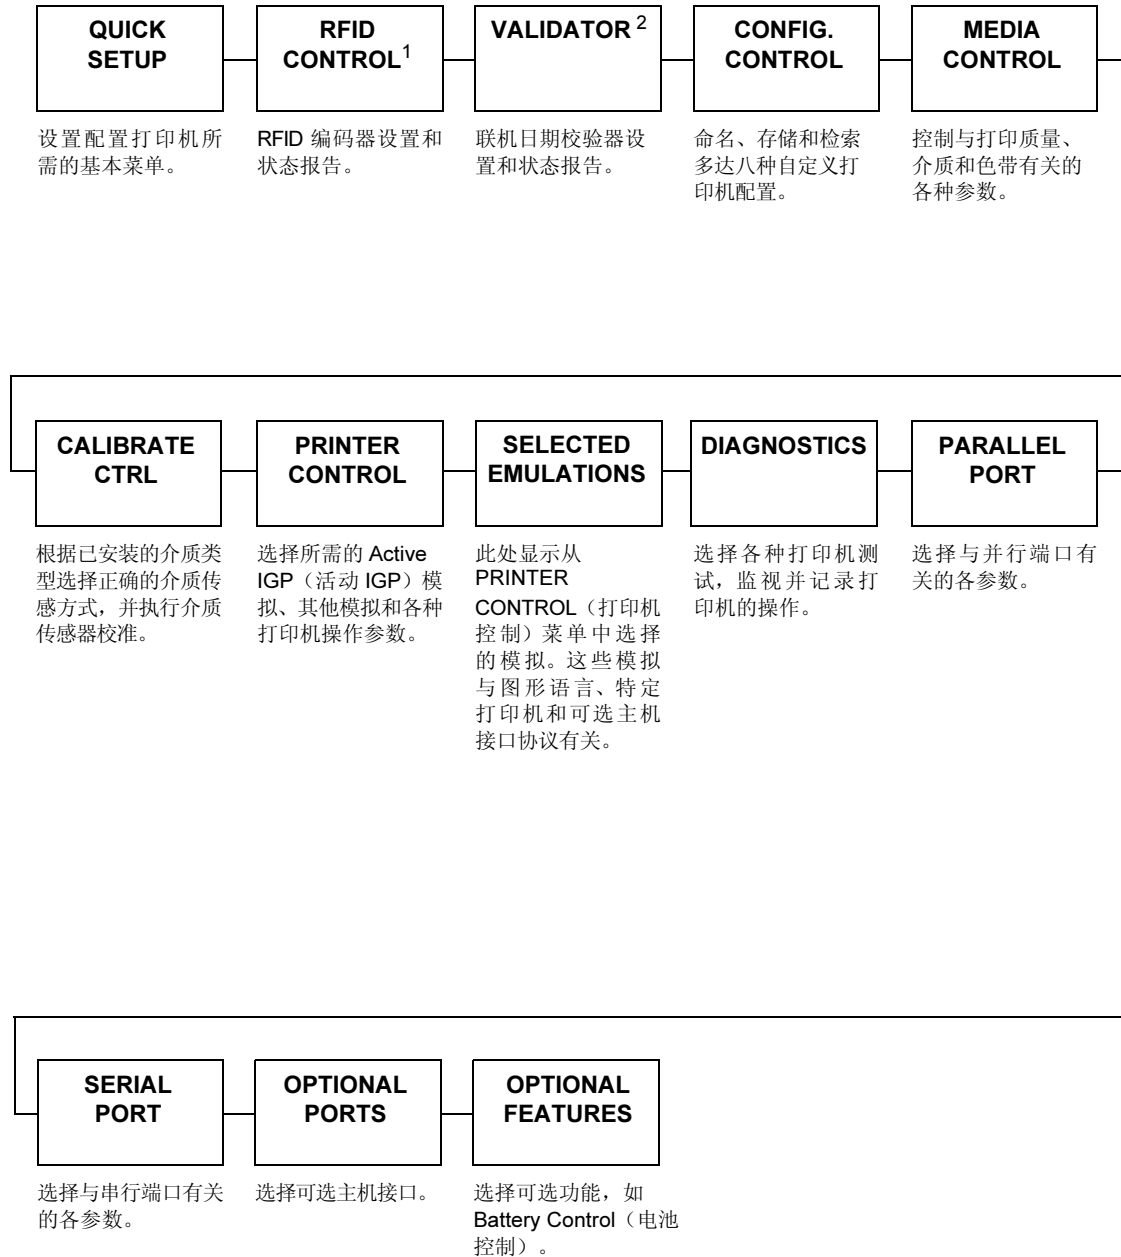 QUICK
SETUP
设置配置打印机所
需的基本菜单。
RFID
CONTROL1
RFID 编码器设置和
状态报告。
VALIDATOR 2
联机日期校验器设
置和状态报告。
CONFIG.
CONTROL
命名、存储和检索
多达八种自定义打
印机配置。
MEDIA
CONTROL
控制与打印质量、
介质和色带有关的
各种参数。
CALIBRATE
CTRL
根据已安装的介质类
型选择正确的介质传
感方式，并执行介质
传感器校准。
PRINTER
CONTROL
选择所需的 Active
IGP（活动 IGP）模
拟、其他模拟和各种
打印机操作参数。
SELECTED
EMULATIONS
此处显示从
PRINTER
CONTROL（打印机
控制）菜单中选择
的模拟。这些模拟
与图形语言、特定
打印机和可选主机
接口协议有关。
DIAGNOSTICS
选择各种打印机测
试，监视并记录打
印机的操作。
PARALLEL
PORT
选择与并行端口有
关的各参数。
SERIAL
PORT
选择与串行端口有关
的各参数。
OPTIONAL
PORTS
选择可选主机接口。
OPTIONAL
FEATURES
选择可选功能，如
Battery Control（电池
控制）。